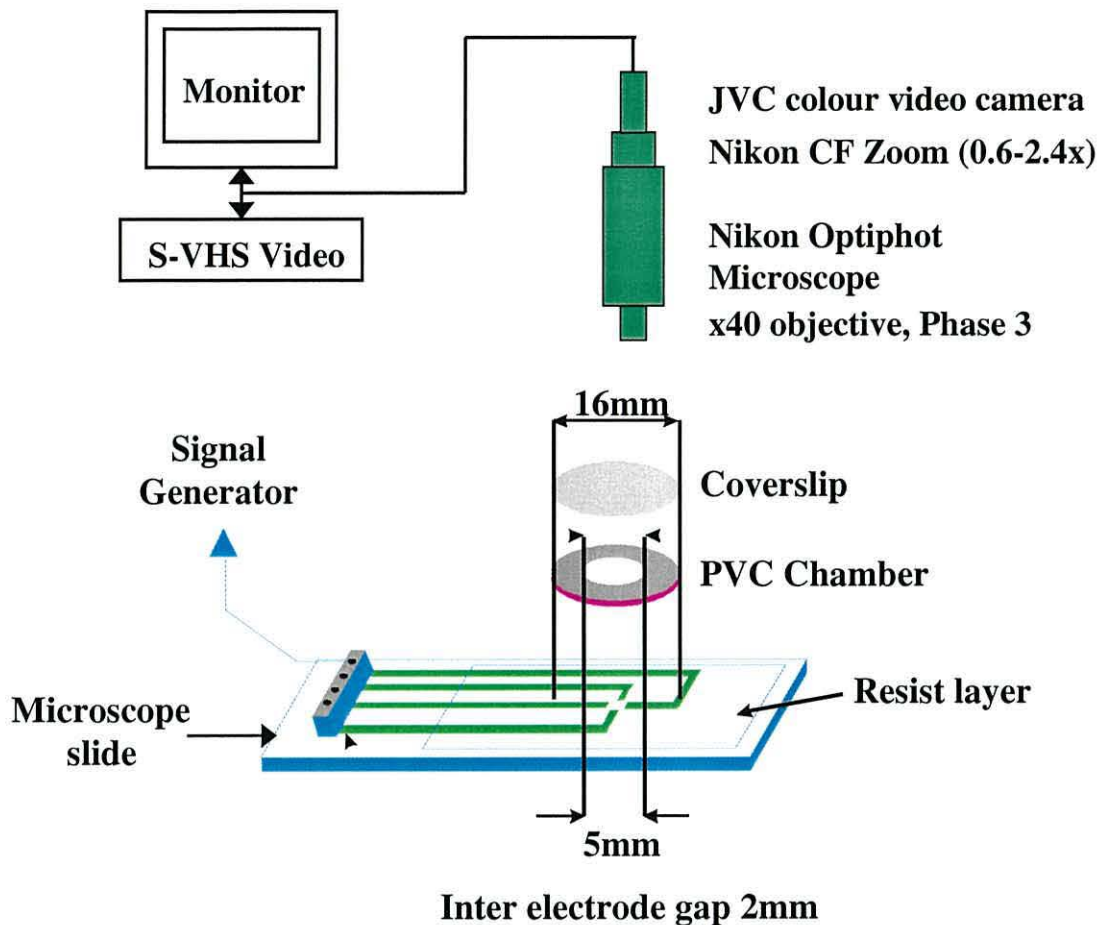 Monitor
S-VHS Video
JVC colour video camera
Nikon CF Zoom (0.6-2.4x)
Nikon Optiphot
Microscope
x40 objective, Phase 3
16mm
Signal
Generator
Coverslip
PVC Chamber
Resist layer
Microscope
slide
5mm
Inter electrode gap 2mm